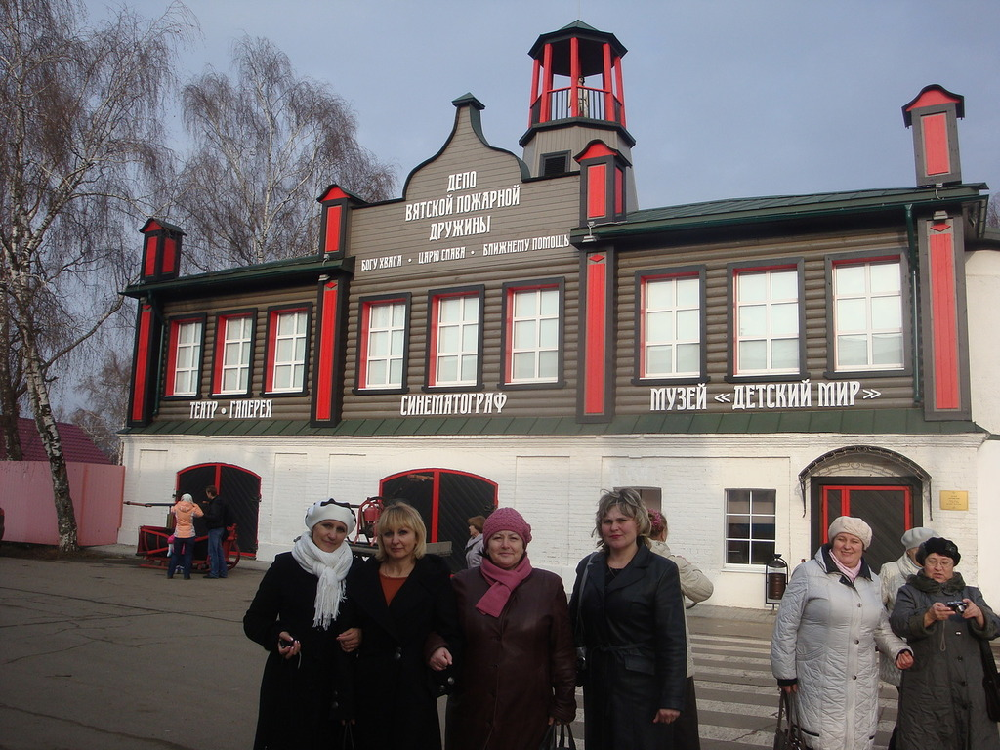 ДЕПО
ВЯТСКОЙ ПОЖАРНОЙ
ДРУЖИНЫ
БОГУ ХВАЛА • ЦАРЮ СЛАВА • БЛИЖНЕМУ ПОМОЩЬ
ТЕАТР • ГАЛЕРЕЯ
СИНЕМАТОГРАФ
МУЗЕЙ «ДЕТСКИЙ МИР»